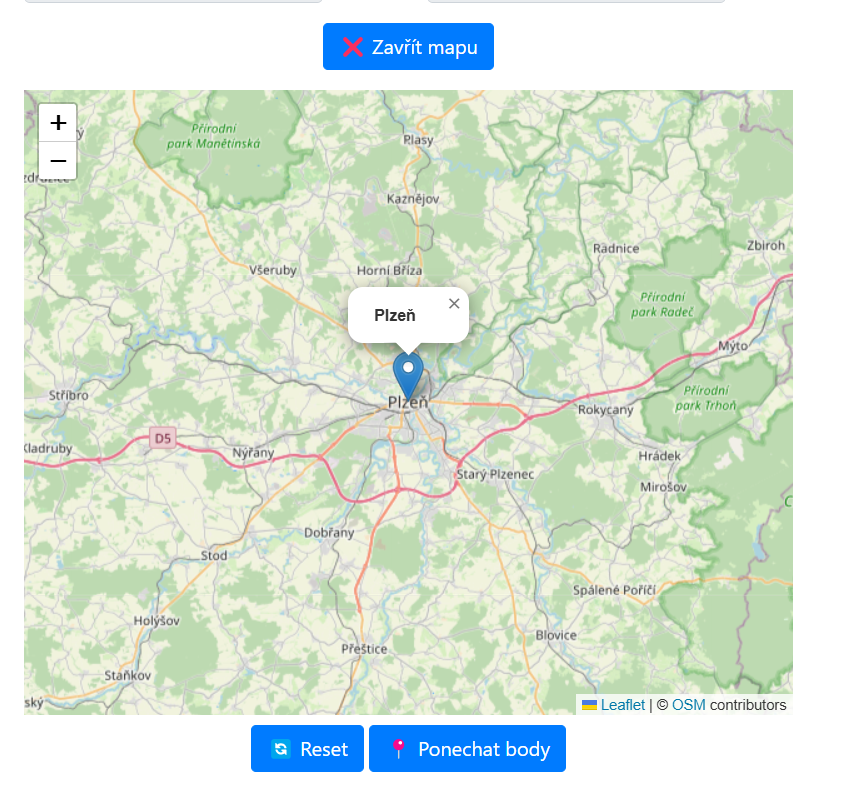 ❌ Zavřít mapu
+
−
Přírodní
park Manětínská
Plasy
Kaznějov
Radnice
Zbiroh
Všeruby
Horní Bříza
Přírodní
park Radeč
Plzeň
×
Mýto
Stříbro
Plzeň
Přírodní
park Trhoň
Rokycany
D5
Kladruby
Nýřany
Hrádek
Starý Plzenec
Mirošov
Dobřany
Stod
Spálené Poříčí
Holýšov
Blovice
Přeštice
Staňkov
Leaflet | © OSM contributors
🔄 Reset
📍 Ponechat body